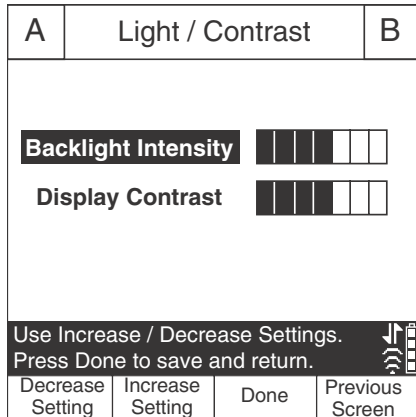 A Light / Contrast B
Backlight Intensity
Display Contrast
Use Increase / Decrease Settings.
Press Done to save and return.
Decrease Increase Done Previous
Setting Setting Screen